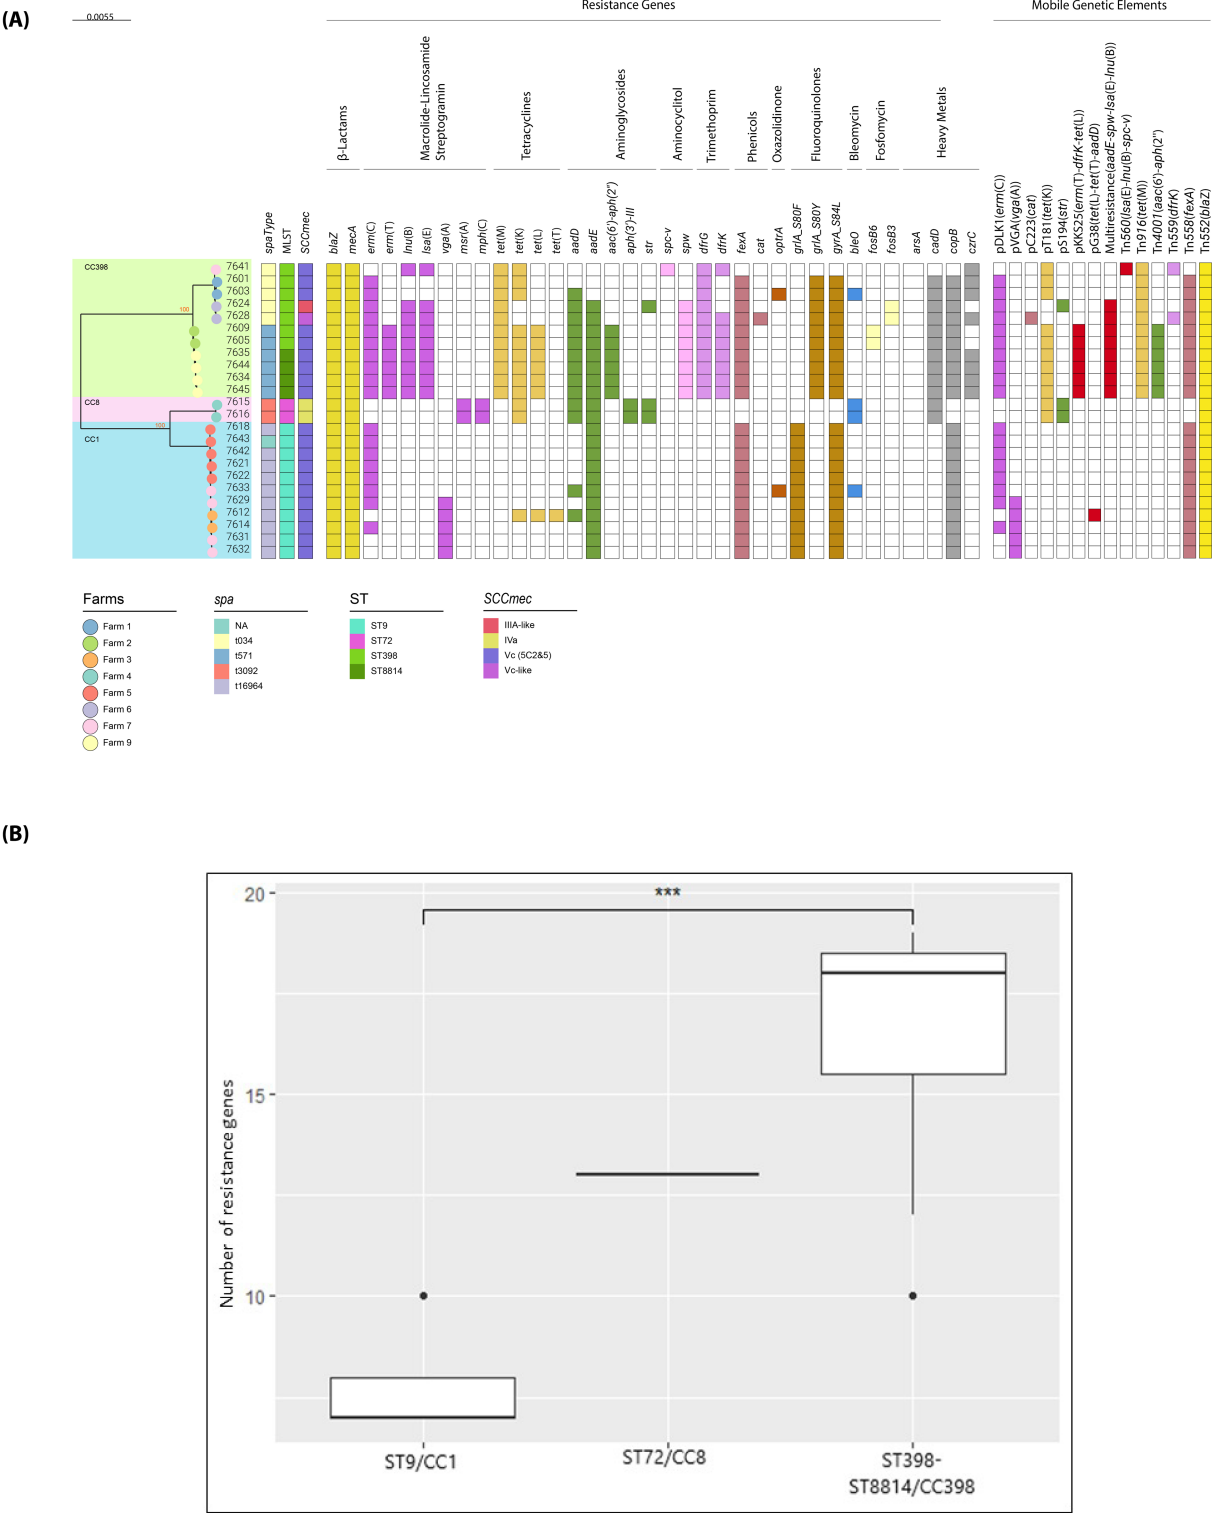 (A)
0.0055
Resistance Genes
Mobile Genetic Elements
β-Lactams
Macrolide-Lincosamide
Streptogramin
Tetracyclines
Aminoglycosides
Aminocyclitol
Trimethoprim
Phenicols
Oxazolidinone
Fluoroquinolones
Bleomycin
Fosfomycin
Heavy Metals
spaType
MLST
SCCmec
blaZ
mecA
erm(C)
erm(T)
lnu(B)
lsa(E)
vga(A)
msr(A)
mph(C)
tet(M)
tet(K)
tet(L)
tet(T)
aadD
aadE
aac(6')-aph(2'')
aph(3')-III
str
spc-v
spw
dfrG
dfrK
fexA
cat
optrA
grlA_S80F
grlA_S80Y
gyrA_S84L
bleO
fosB6
fosB3
arsA
cadD
copB
czrC
pDLK1(erm(C))
pVGA(vga(A))
pC223(cat)
pT181(tet(K))
pS194(str)
pKKS25(erm(T)-dfrK-tet(L))
pG38(tet(L)-tet(T)-aadD)
Multiresistance(aadE-spw-lsa(E)-lnu(B))
Tn560(lsa(E)-lnu(B)-spc-v)
Tn916(tet(M))
Tn4001(aac(6')-aph(2'')
Tn559(dfrK)
Tn558(fexA)
Tn552(blaZ)
CC398
7641
7601
7603
7624
100
7628
7609
7605
7635
7644
7634
7645
CC8
7615
7616
100
7618
CC1
7643
7642
7621
7622
7633
7629
7612
7614
7631
7632
Farms
Farm 1
Farm 2
Farm 3
Farm 4
Farm 5
Farm 6
Farm 7
Farm 9
spa
NA
t034
t571
t3092
t16964
ST
ST9
ST72
ST398
ST8814
SCCmec
IIIA-like
IVa
Vc (5C2&5)
Vc-like
(B)
Number of resistance genes
20
15
10
***
ST9/CC1
ST72/CC8
ST398-
ST8814/CC398